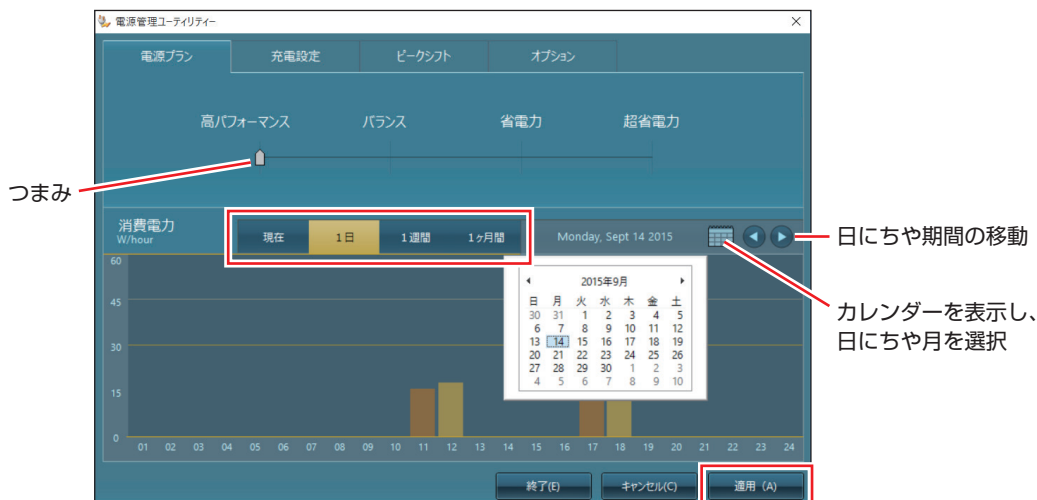 電源管理ユーティリティー
電源プラン 充電設定 ピークシフト オプション
高パフォーマンス バランス 省電力 超省電力
つまみ
消費電力
W/hour
現在 1日 1週間 1ヶ月間 Monday, Sept 14 2015
日にちや期間の移動
カレンダーを表示し、
日にちや月を選択
2015年9月
日 月 火 水 木 金 土
30 31 1 2 3 4 5
6 7 8 9 10 11 12
13 14 15 16 17 18 19
20 21 22 23 24 25 26
27 28 29 30 1 2 3
4 5 6 7 8 9 10
60
45
30
15
0
01 02 03 04 05 06 07 08 09 10 11 12 13 14 15 16 17 18 19 20 21 22 23 24
終了(E) キャンセル(C) 適用 (A)